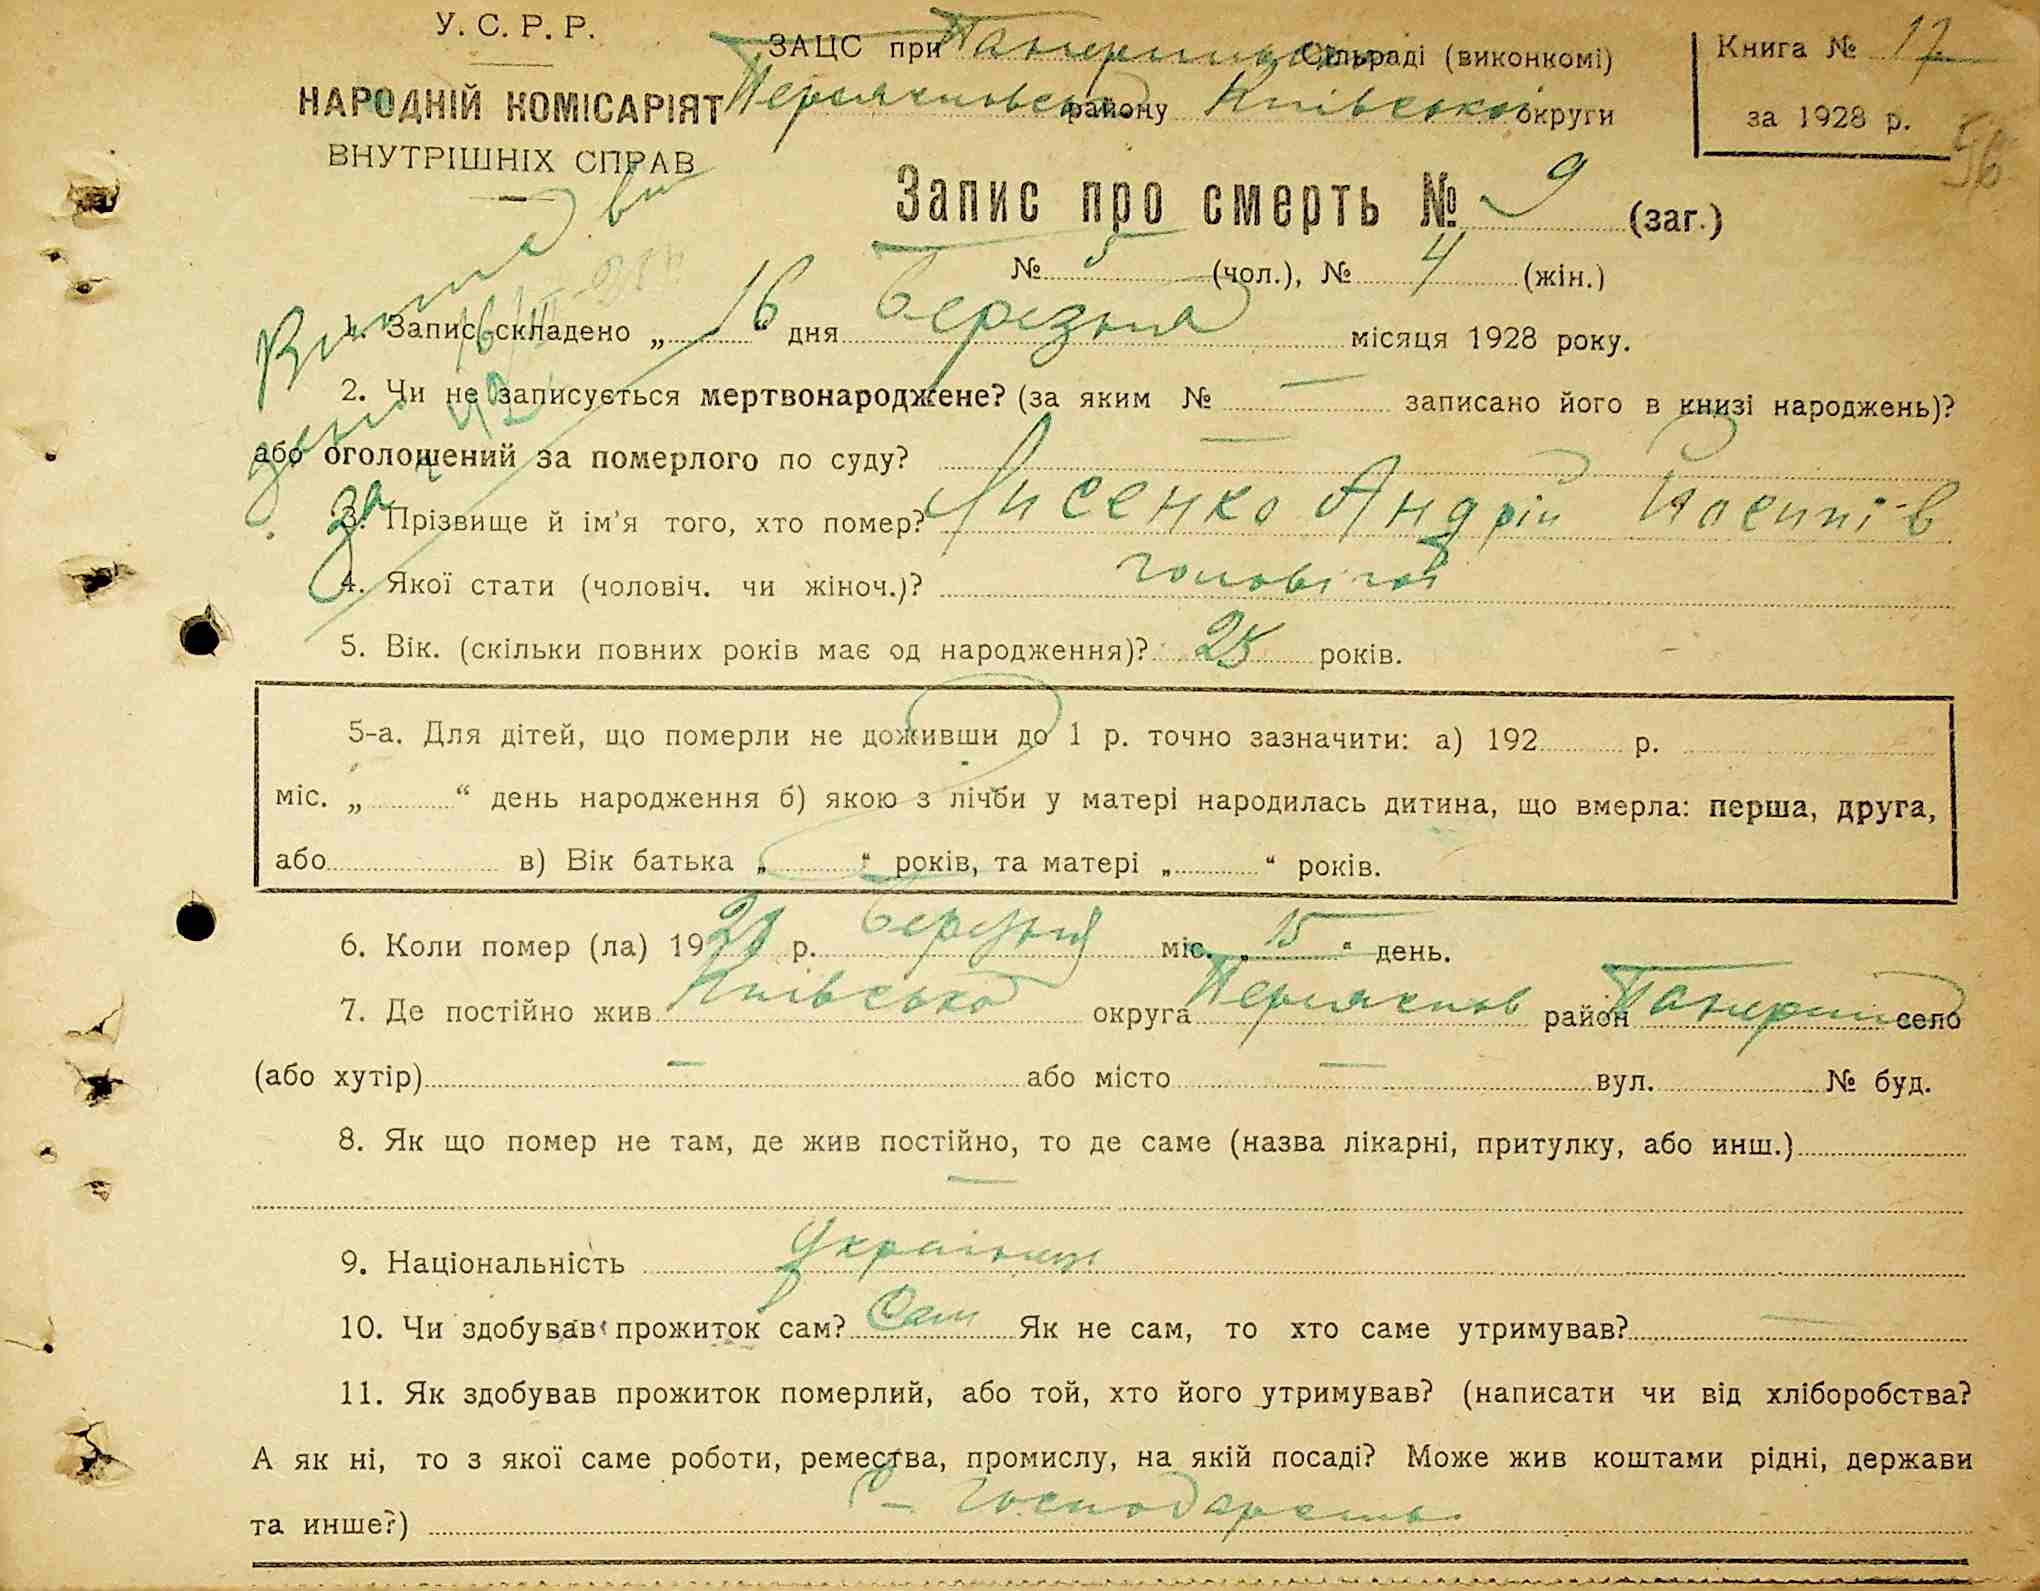 У. С. Р. Р.
НАРОДНІЙ КОМІСАРІЯТ
ВНУТРІШНІХ СПРАВ
ЗАЦС при Сільраді (виконкомі)
району Київської округи
Книга № 17
за 1928 р.
56
Запис про смерть № 9 (заг.)
№ 5 (чол.), № 4 (жін.)
1. Запис складено „ 16 “ дня Березня місяця 1928 року.
2. Чи не записується мертвонароджене? (за яким № — записано його в книзі народжень)?
або оголошений за померлого по суду? —
3. Прізвище й ім'я того, хто помер? Лисенко Андрій Йосипів
4. Якої стати (чоловіч. чи жіноч.)? чоловічої
5. Вік. (скільки повних років має од народження)? 25 років.
5-а. Для дітей, що померли не доживши до 1 р. точно зазначити: а) 192 р.
міс. „ “ день народження б) якою з лічби у матері народилась дитина, що вмерла: перша, друга,
або в) Вік батька „ “ років, та матері „ “ років.
6. Коли помер (ла) 1928 р. Березня міс. „ 15 “ день.
7. Де постійно жив Київська округа район село
(або хутір) — або місто — вул. № буд.
8. Як що помер не там, де жив постійно, то де саме (назва лікарні, притулку, або инш.)
—
9. Національність Українець
10. Чи здобував прожиток сам? Сам Як не сам, то хто саме утримував? —
11. Як здобував прожиток померлий, або той, хто його утримував? (написати чи від хліборобства?
А як ні, то з якої саме роботи, ремества, промислу, на якій посаді? Може жив коштами рідні, держави
та инше?) С–Господарств.